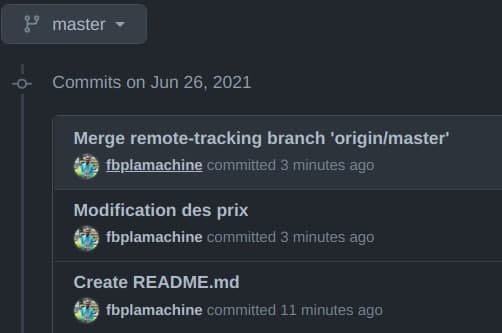 master
Commits on Jun 26, 2021
Merge remote-tracking branch 'origin/master'
fbplamachine committed 3 minutes ago
Modification des prix
fbplamachine committed 3 minutes ago
Create README.md
fbplamachine committed 11 minutes ago